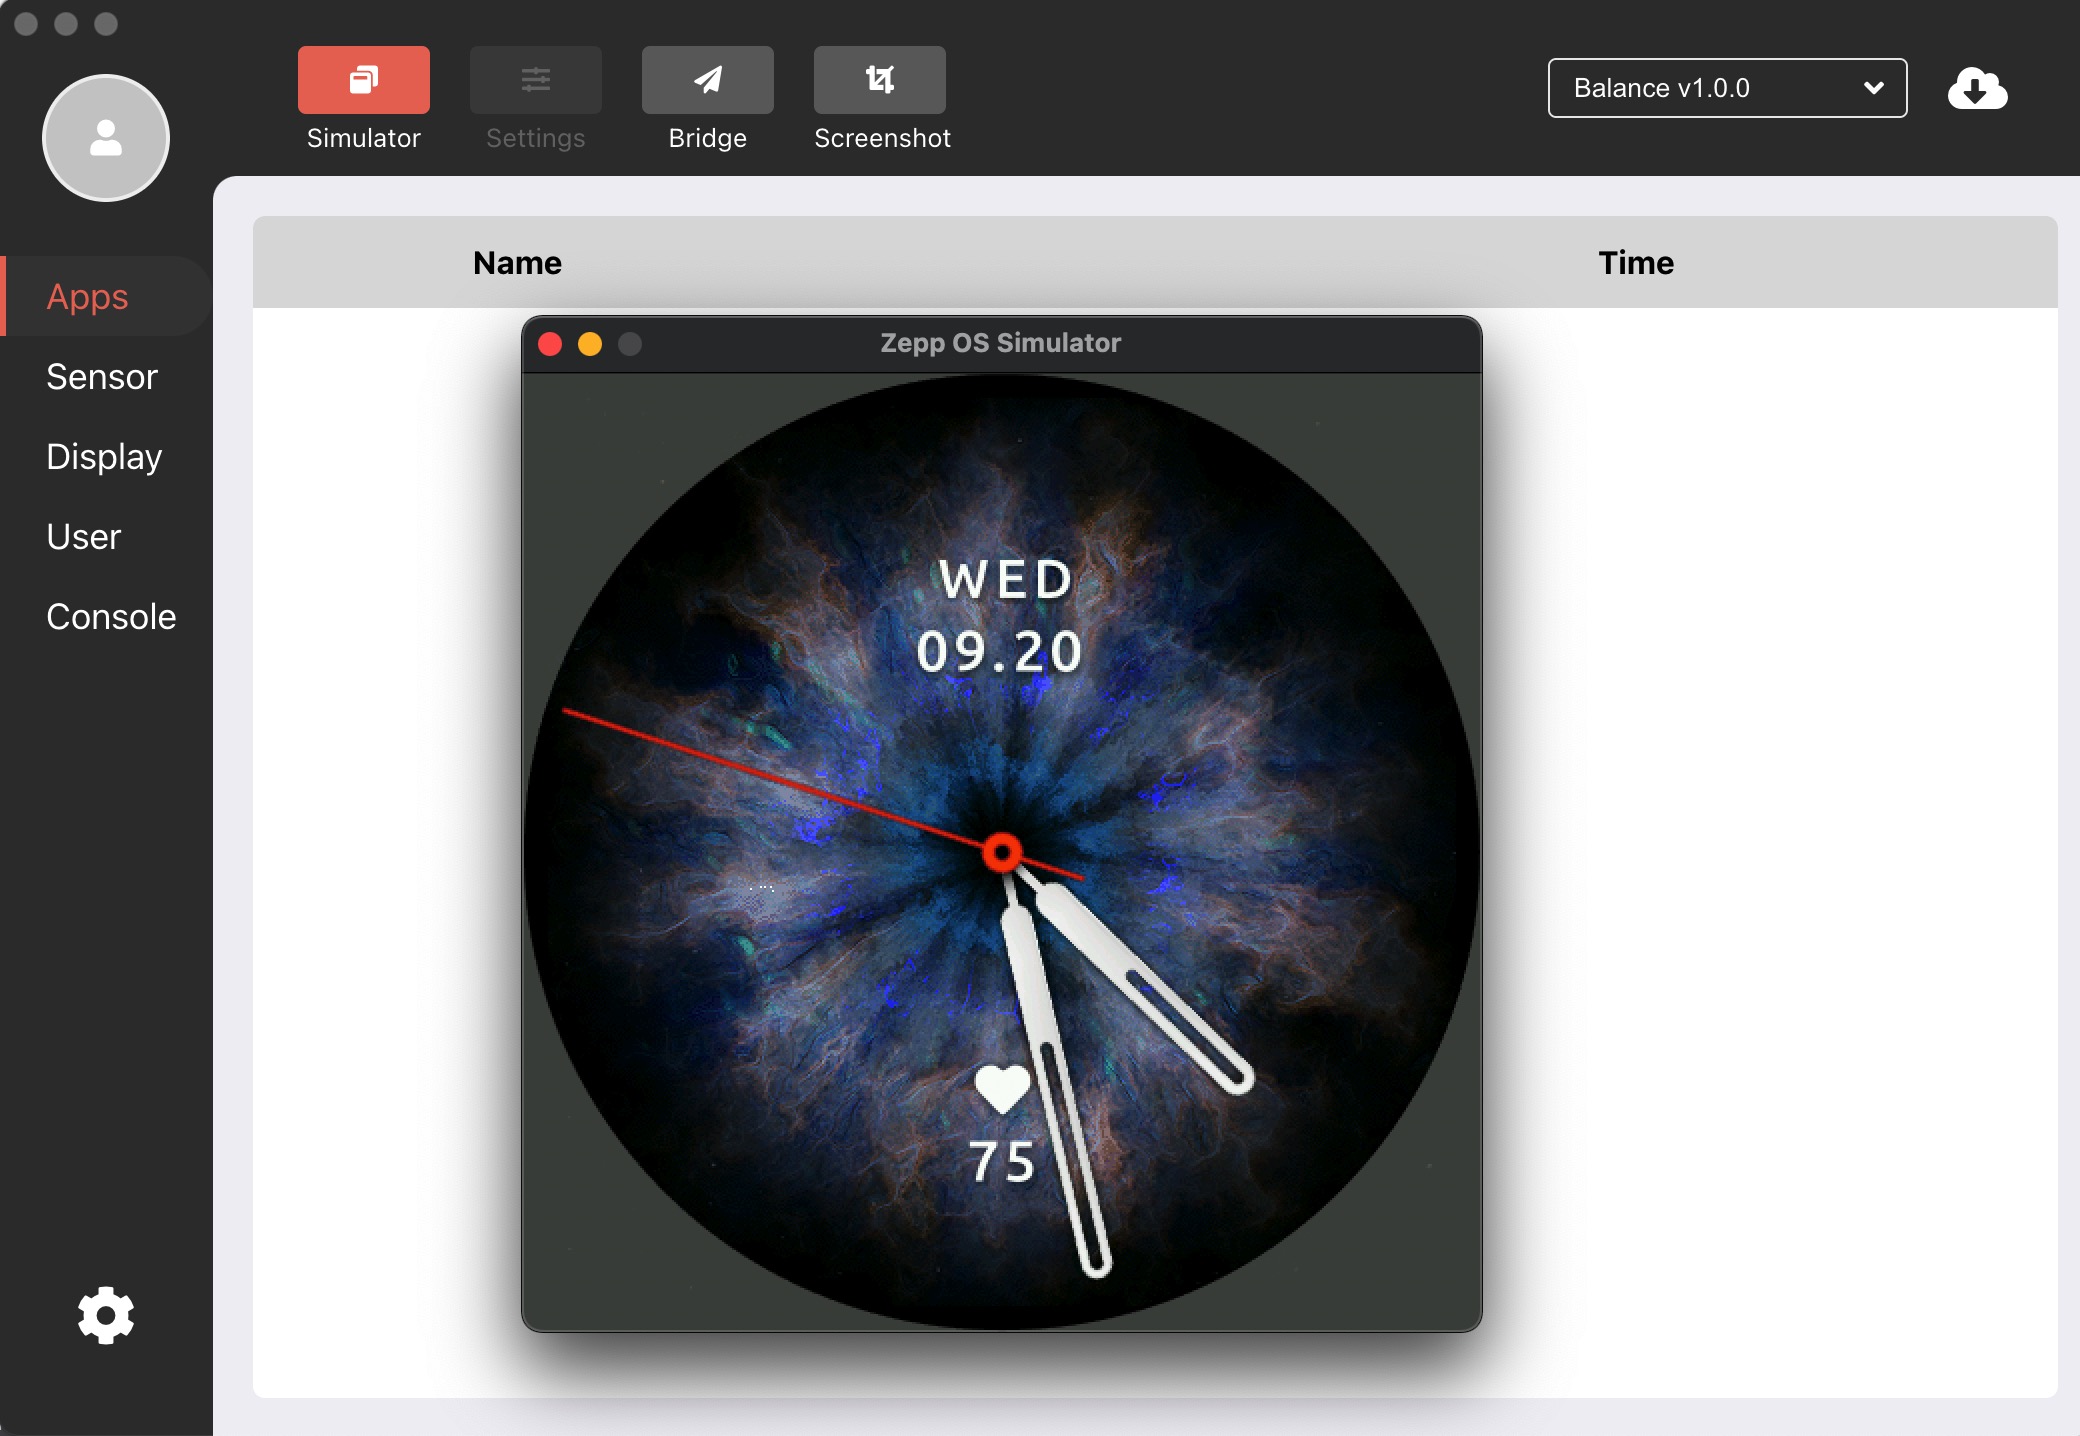 Simulator
Settings
Bridge
Screenshot
Balance v1.0.0
Apps
Sensor
Display
User
Console
Name
Time
Zepp OS Simulator
WED
09.20
75